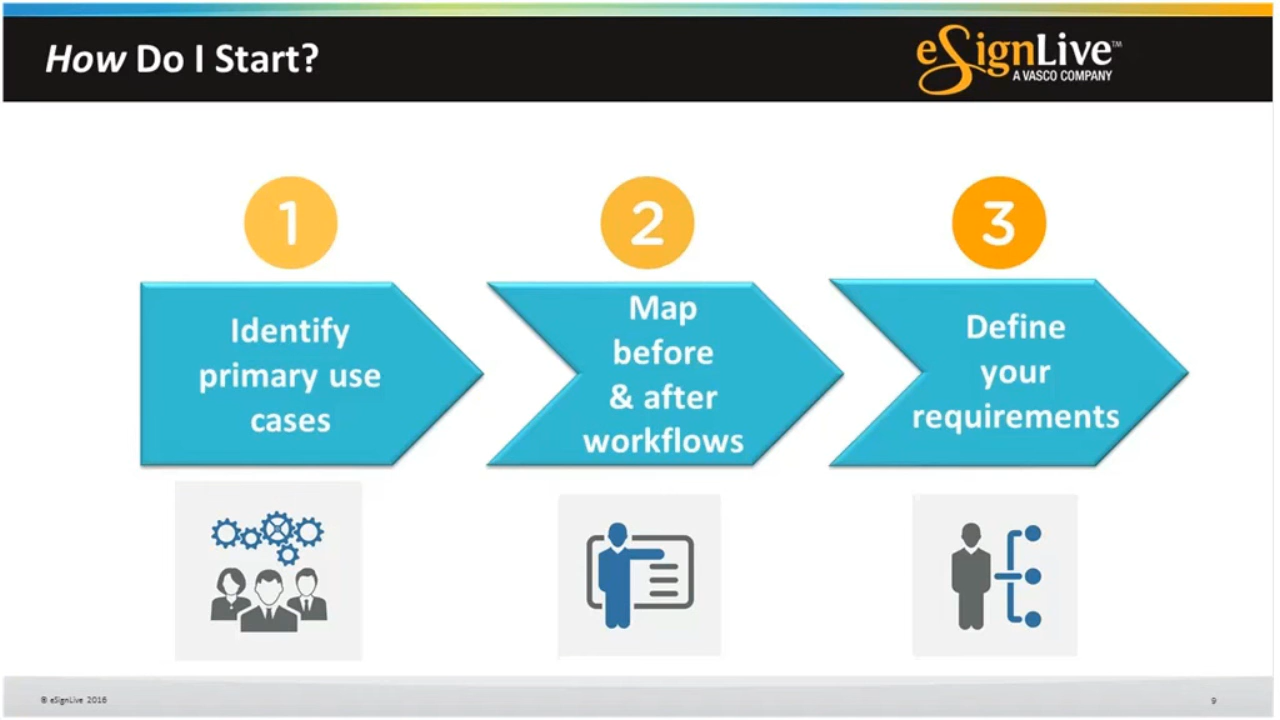 How Do I Start?
eSignLive™
A VASCO COMPANY
1
2
3
Identify
primary use
cases
Map
before
& after
workflows
Define
your
requirements
© eSignLive 2016
9